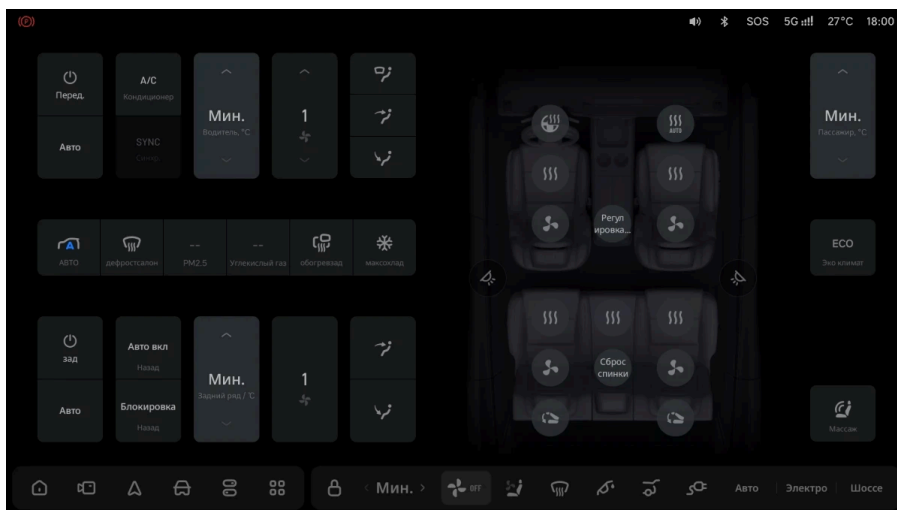 (P)
SOS 5G 27°C 18:00
Перед.
Авто
A/C
Кондиционер
SYNC
Синхр.
Мин.
Водитель, °C
1
AUTO
Регул
ировка...
Мин.
Пассажир, °C
A
АВТО
дефростсалон
--
PM2.5
--
Углекислый газ
обогревзад
максохлад
ECO
Эко климат
зад
Авто
Авто вкл
Назад
Блокировка
Назад
Мин.
Задний ряд / °C
1
Сброс
спинки
Массаж
Мин.
OFF
Авто
Электро
Шоссе